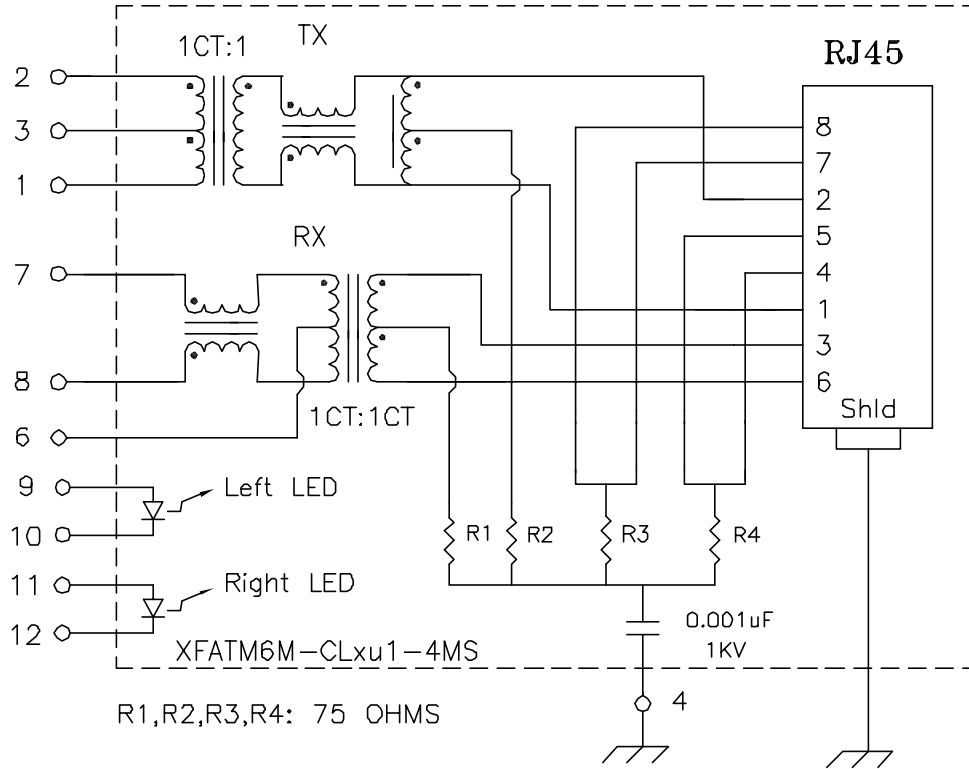 TX
1CT:1
RJ45
2
3
1
8
7
2
5
4
1
3
6
Shld
RX
7
8
6
1CT:1CT
9
Left LED
10
R1
R2
R3
R4
11
Right LED
12
0.001uF
1KV
XFATM6M-CLxu1-4MS
4
R1,R2,R3,R4: 75 OHMS